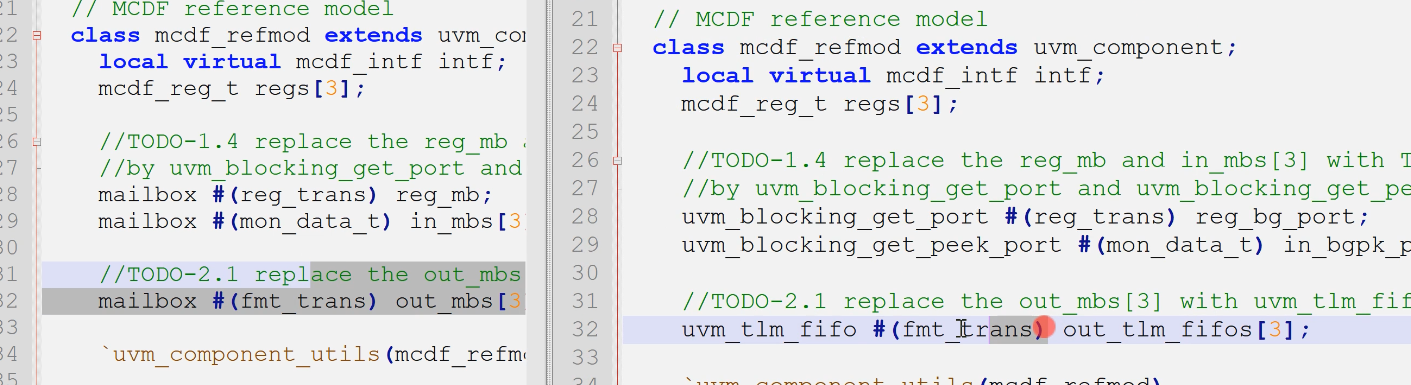 21 // MCDF reference model
22 class mcdf_refmod extends uvm_con
23 local virtual mcdf_intf intf;
24 mcdf_reg_t regs[3];
25
26 //TODO-1.4 replace the reg_mb a
27 //by uvm_blocking_get_port and
28 mailbox #(reg_trans) reg_mb;
29 mailbox #(mon_data_t) in_mbs[3]
30
31 //TODO-2.1 replace the out_mbs
32 mailbox #(fmt_trans) out_mbs[3
33
34 `uvm_component_utils(mcdf_refmo
35
21 // MCDF reference model
22 class mcdf_refmod extends uvm_component;
23 local virtual mcdf_intf intf;
24 mcdf_reg_t regs[3];
25
26 //TODO-1.4 replace the reg_mb and in_mbs[3] with T
27 //by uvm_blocking_get_port and uvm_blocking_get_pe
28 uvm_blocking_get_port #(reg_trans) reg_bg_port;
29 uvm_blocking_get_peek_port #(mon_data_t) in_bgpk_p
30
31 //TODO-2.1 replace the out_mbs[3] with uvm_tlm_fif
32 uvm_tlm_fifo #(fmt_trans) out_tlm_fifos[3];
33
34 `uvm_component_utils(mcdf_refmod)